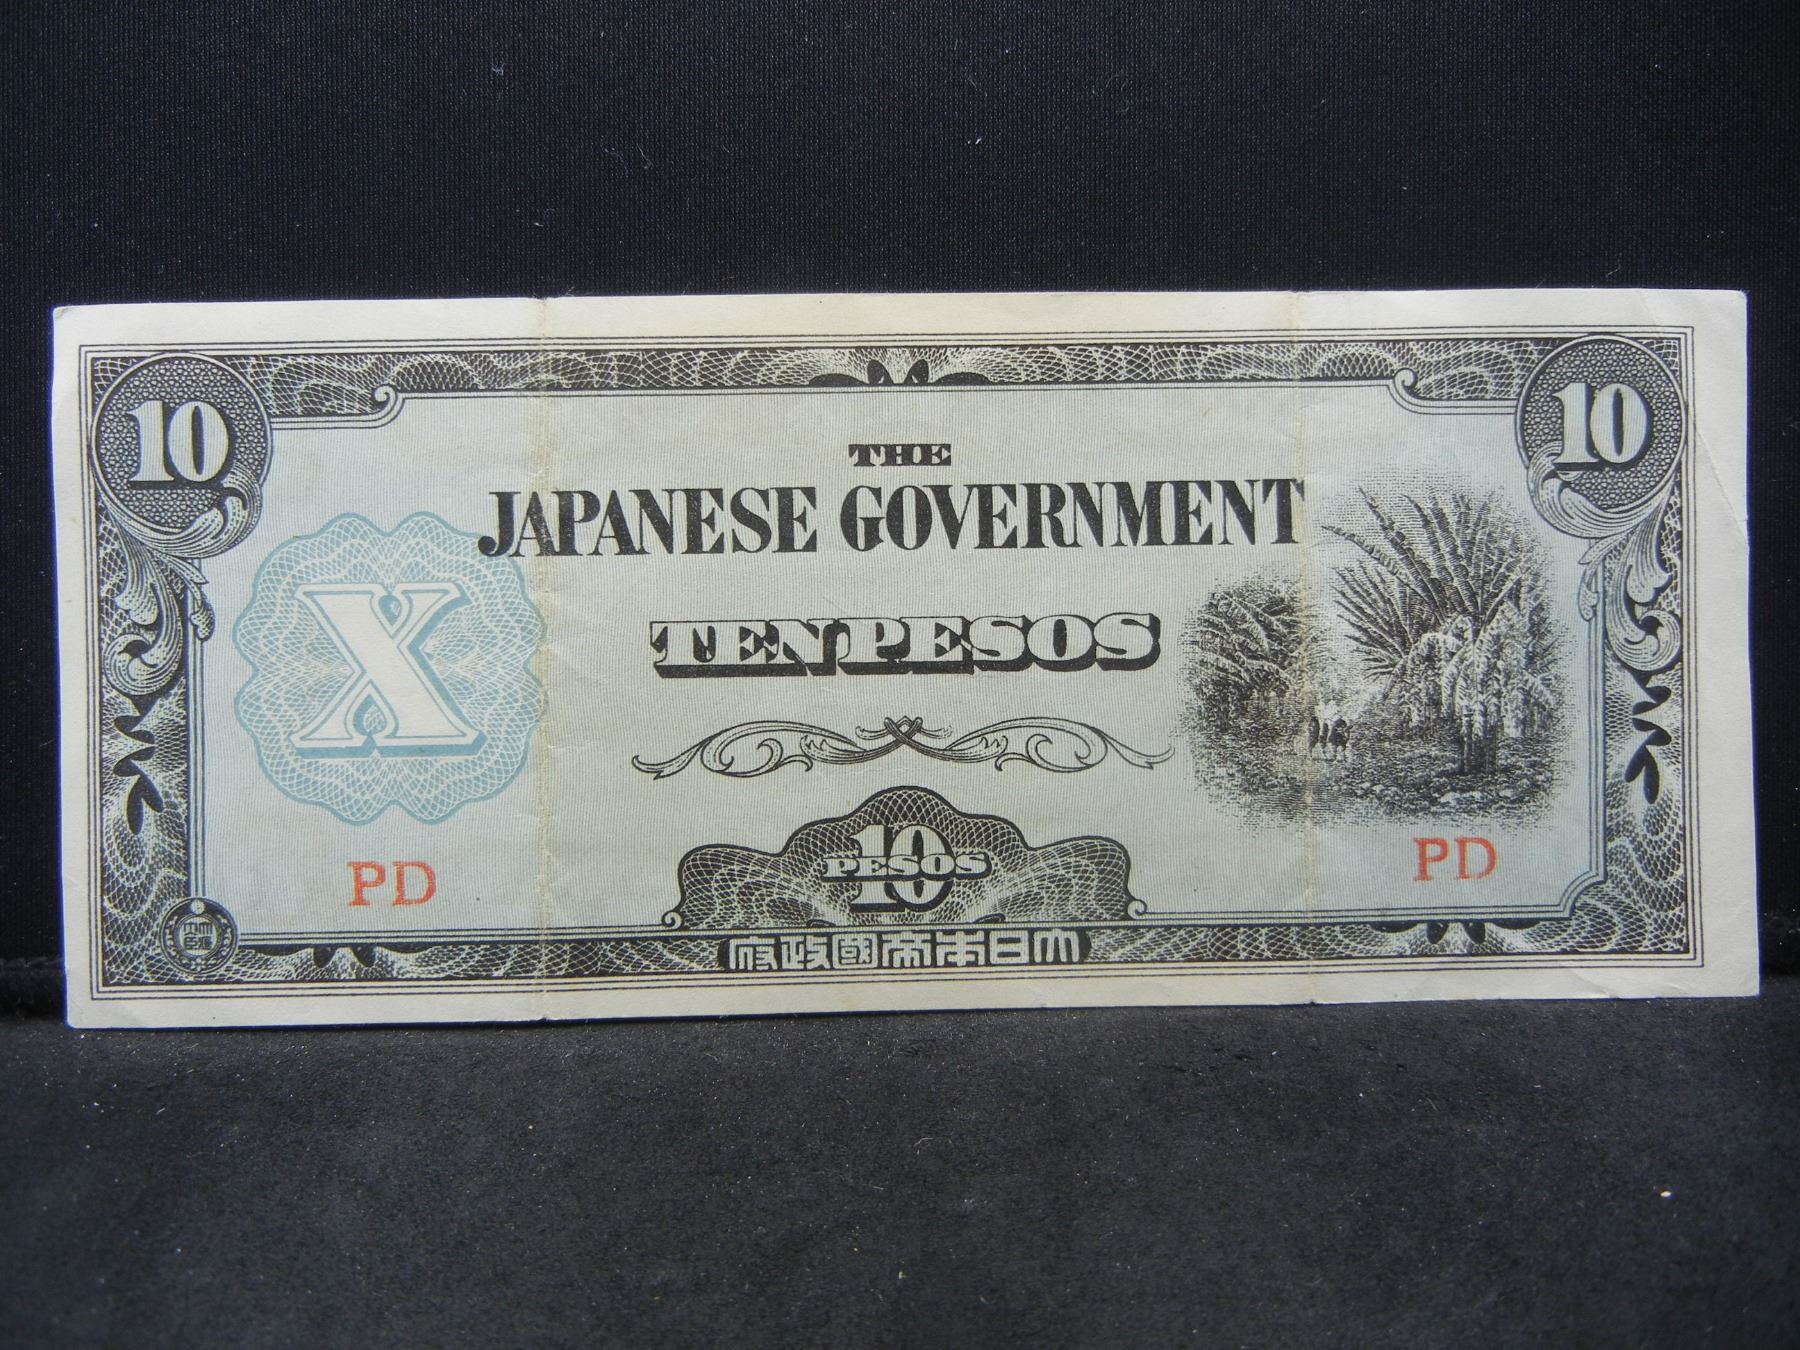 10 10
THE
JAPANESE GOVERNMENT
X
TEN PESOS
10
PESOS
PD PD
府政國帝本日大